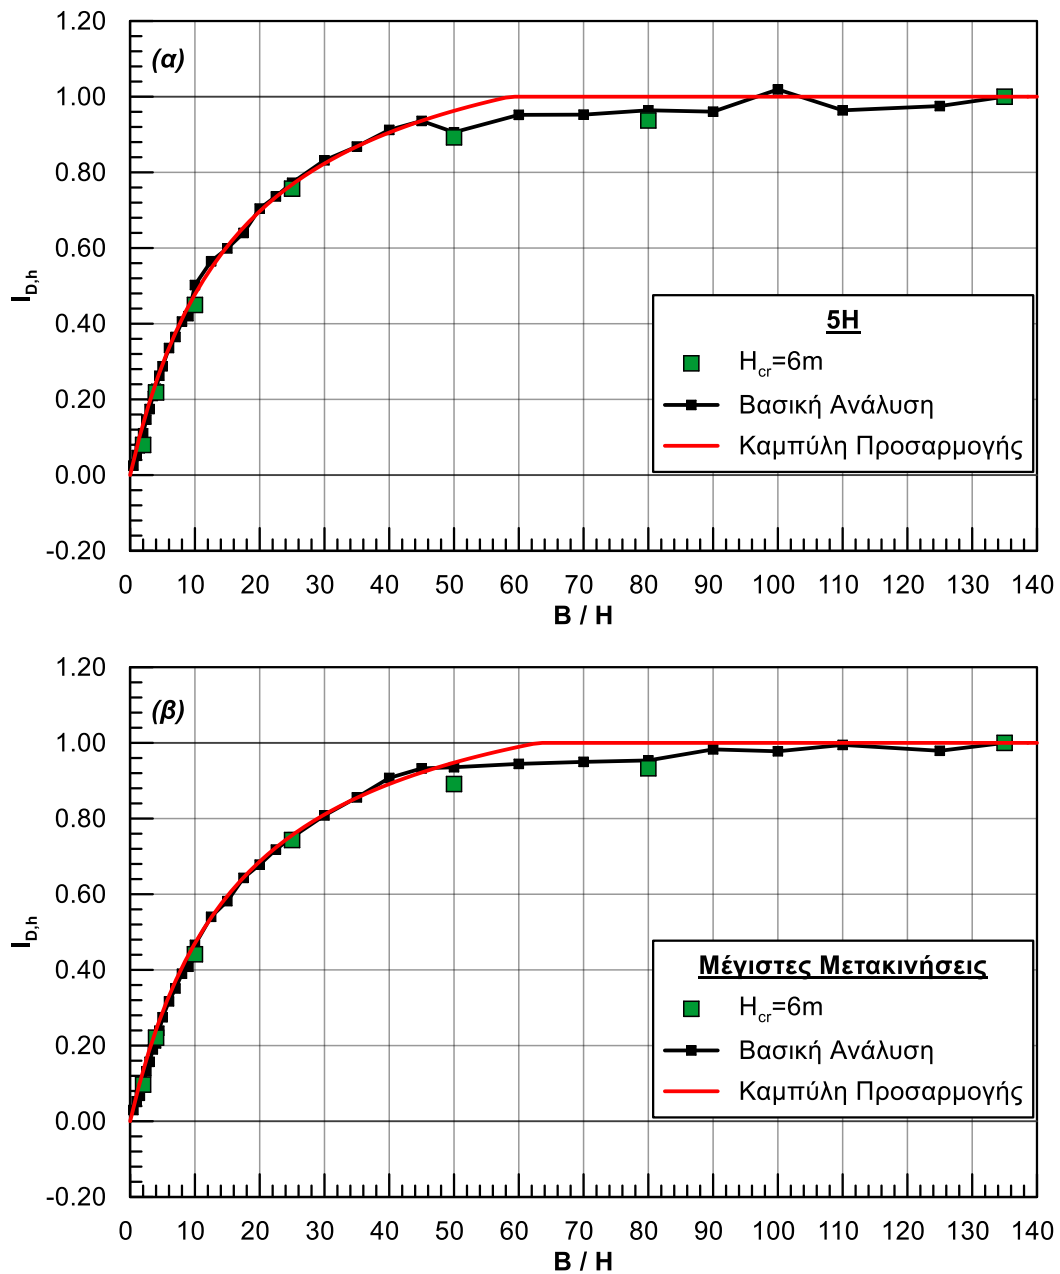 1.20
(α)
1.00
0.80
0.60
I_D,h
0.40
0.20
0.00
-0.20
5H
H_cr=6m
Βασική Ανάλυση
Καμπύλη Προσαρμογής
0 10 20 30 40 50 60 70 80 90 100 110 120 130 140
B / H
1.20
(β)
1.00
0.80
0.60
I_D,h
0.40
0.20
0.00
-0.20
Μέγιστες Μετακινήσεις
H_cr=6m
Βασική Ανάλυση
Καμπύλη Προσαρμογής
0 10 20 30 40 50 60 70 80 90 100 110 120 130 140
B / H